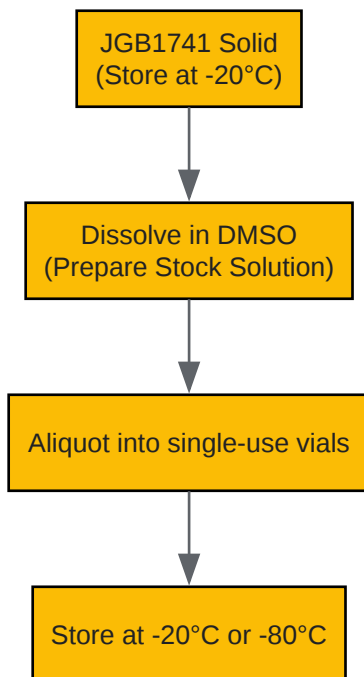 JGB1741 Solid
(Store at -20°C)
Dissolve in DMSO
(Prepare Stock Solution)
Aliquot into single-use vials
Store at -20°C or -80°C